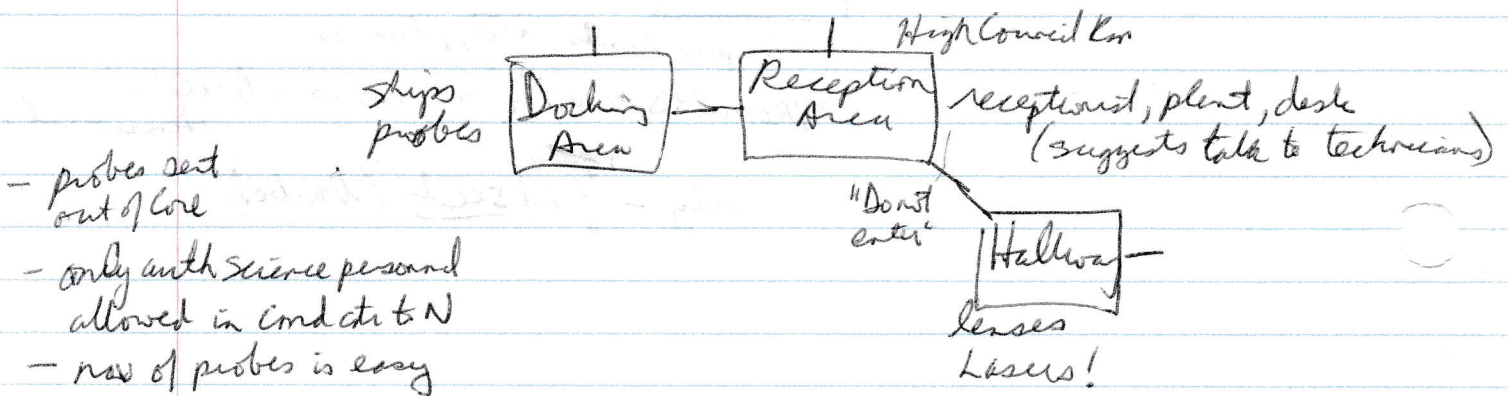 High Council Rm
ships
probes
Docking
Area
Reception
Area
receptionist, plant, desk
(suggests talk to technicians)
- probes sent
out of Core
- only auth science personnel
allowed in
to N
- nav of probes is easy
"Do not
enter"
Hallway
lenses
Lasers!